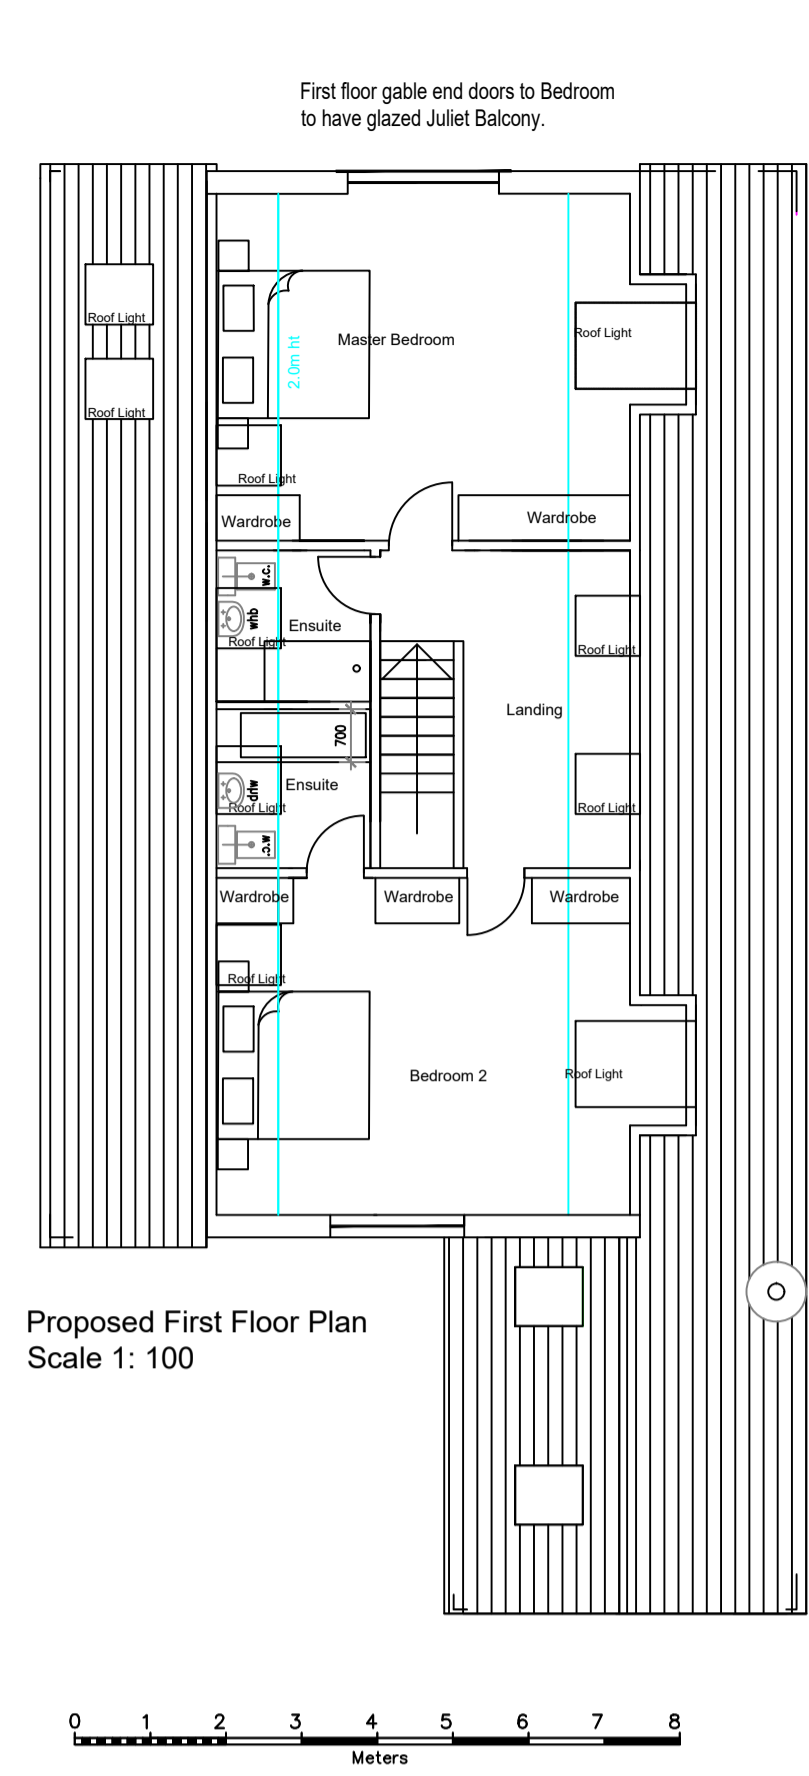 First floor gable end doors to Bedroom
to have glazed Juliet Balcony.
Roof Light
Roof Light
2.0m ht
Master Bedroom
Roof Light
Roof Light
Wardrobe
Wardrobe
w.c.
whb
Ensuite
Roof Light
Roof Light
Landing
700
Ensuite
whb
Roof Light
Roof Light
w.c.
Wardrobe
Wardrobe
Wardrobe
Roof Light
Bedroom 2
Roof Light
Proposed First Floor Plan
Scale 1: 100
0 1 2 3 4 5 6 7 8
Meters